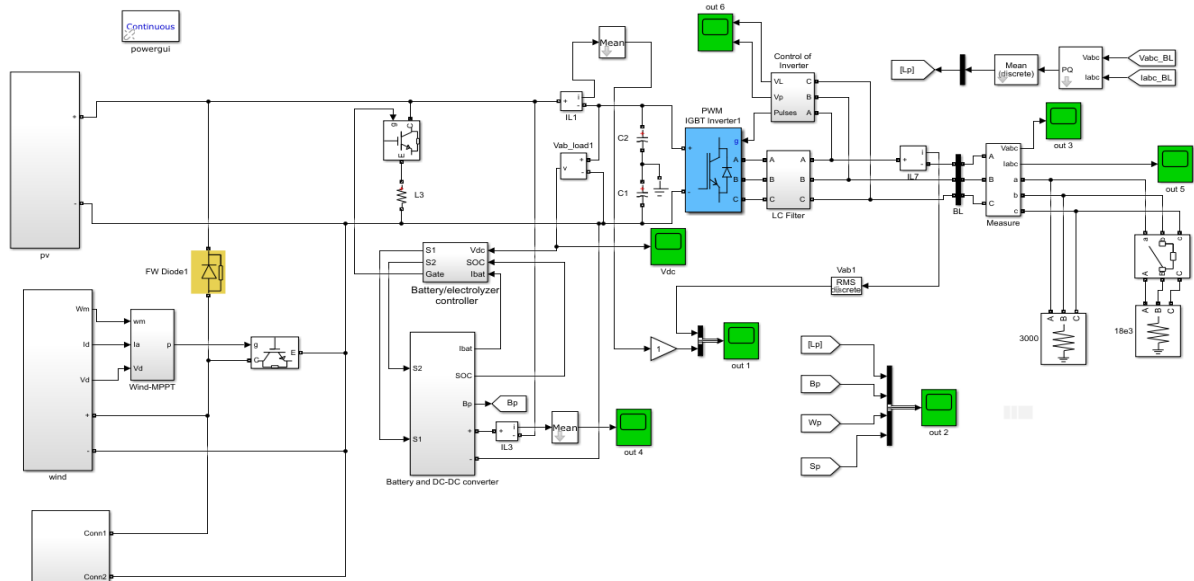 Continuous
powergui
out 6
Mean
Control of
Inverter
VL
Vp
Pulses
C
B
A
[Lp]
Mean
(discrete)
PQ
Vabc
Iabc
Vabc_BL
Iabc_BL
+
-
pv
g
C
E
L3
+
i
-
IL1
C2
C1
Vab_load1
v
+
-
PWM
IGBT Inverter1
g
+
-
A
B
C
A
B
C
A
B
C
LC Filter
+
i
-
IL7
BL
A
B
C
Vabc
Iabc
a
b
c
Measure
out 3
out 5
FW Diode1
S1
S2
Gate
Vdc
SOC
Ibat
Battery/electrolyzer
controller
Vdc
Vab1
RMS
discrete
a
b
c
A
B
C
A
B
C
3000
A
B
C
18e3
Wm
Id
Vd
+
-
wind
wm
Ia
Vd
p
Wind-MPPT
g
C
E
S2
S1
Ibat
SOC
Bp
+
-
Battery and DC-DC converter
Bp
+
i
-
IL3
Mean
out 4
1
out 1
[Lp]
Bp
Wp
Sp
out 2
Conn1
Conn2